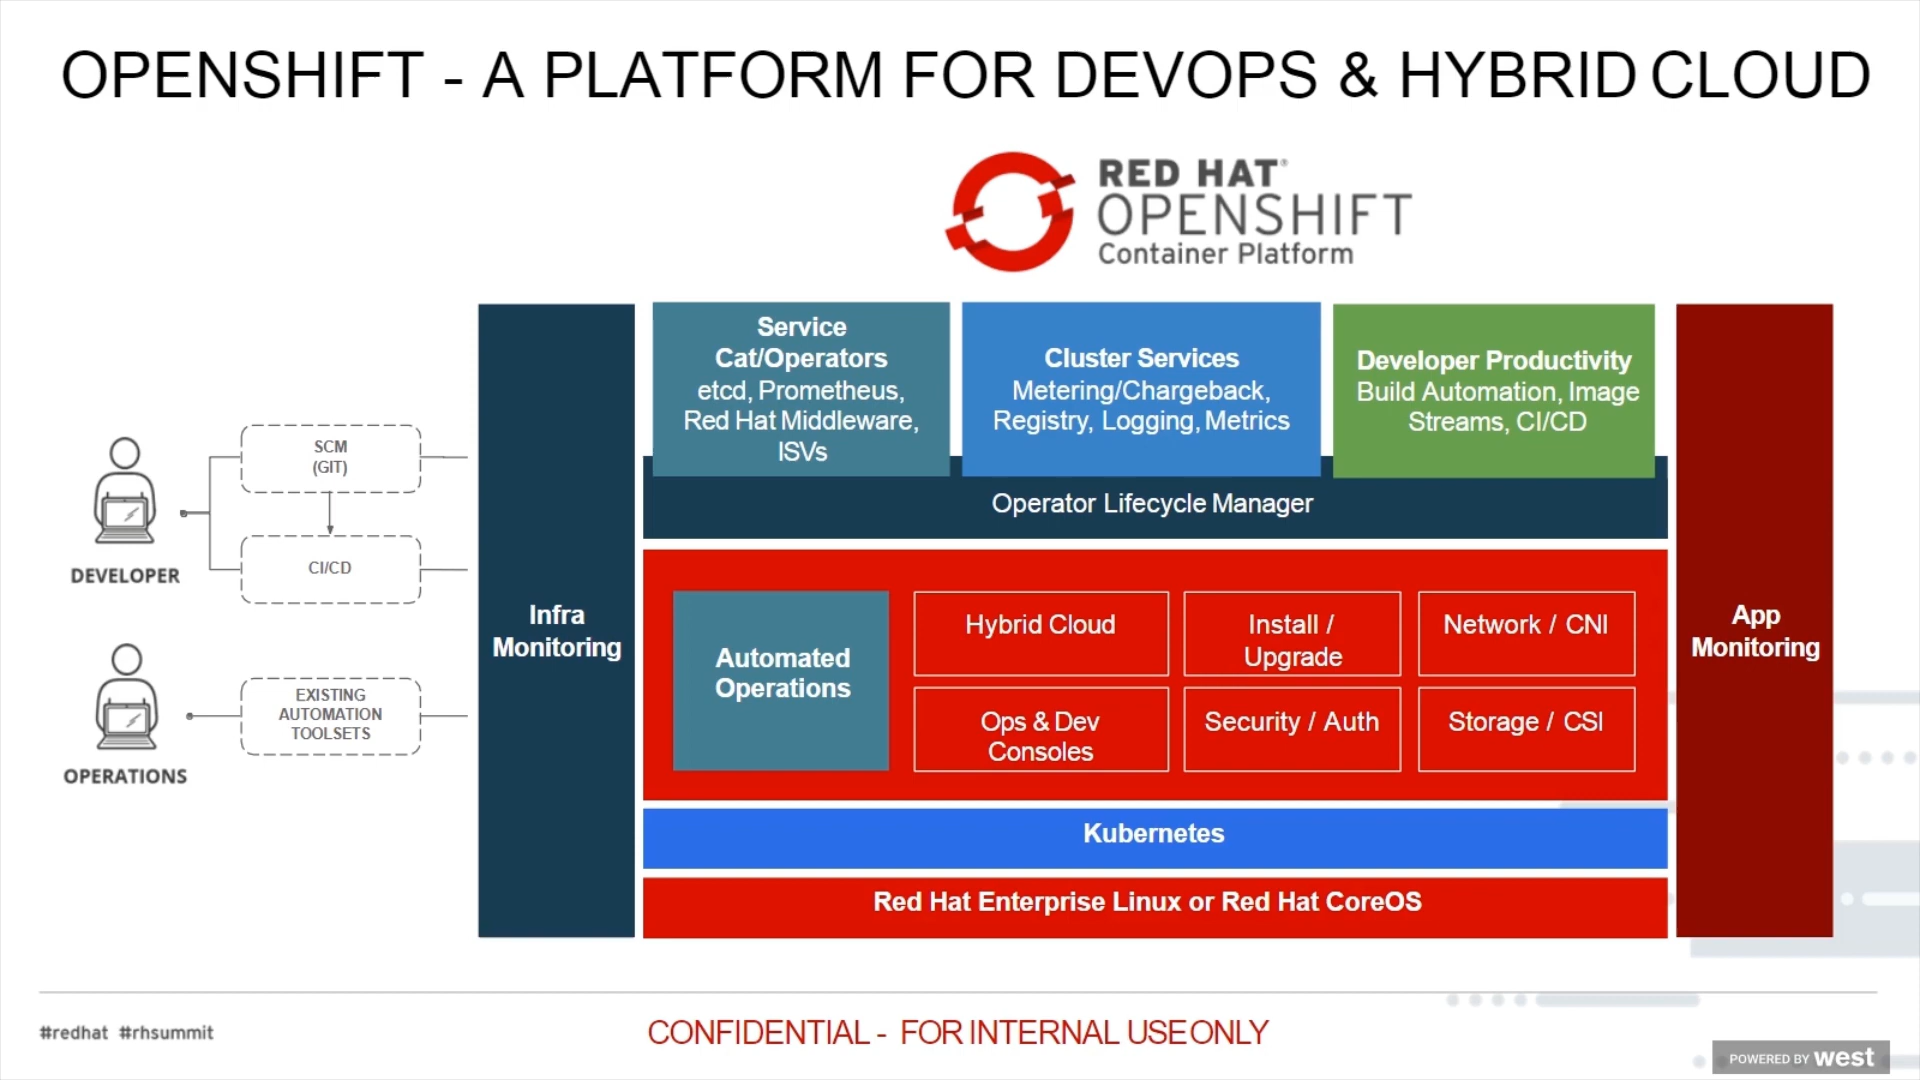 OPENSHIFT - A PLATFORM FOR DEVOPS & HYBRID CLOUD
RED HAT®
OPENSHIFT
Container Platform
Service
Cat/Operators
etcd, Prometheus,
Red Hat Middleware,
ISVs
Cluster Services
Metering/Chargeback,
Registry, Logging, Metrics
Developer Productivity
Build Automation, Image
Streams, CI/CD
SCM
(GIT)
CI/CD
DEVELOPER
EXISTING
AUTOMATION
TOOLSETS
OPERATIONS
Infra
Monitoring
Operator Lifecycle Manager
Automated
Operations
Hybrid Cloud
Install /
Upgrade
Network / CNI
Ops & Dev
Consoles
Security / Auth
Storage / CSI
App
Monitoring
Kubernetes
Red Hat Enterprise Linux or Red Hat CoreOS
#redhat #rhsummit
CONFIDENTIAL - FOR INTERNAL USE ONLY
POWERED BY west